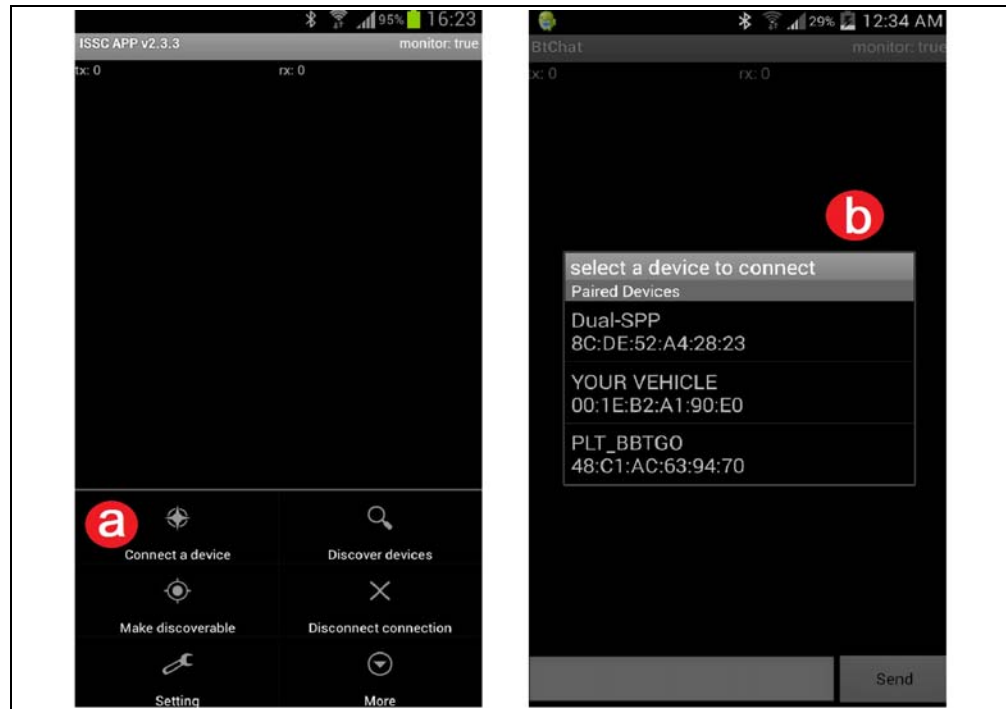 95% 16:23
ISSC APP v2.3.3 monitor: true
tx: 0 rx: 0
a
Connect a device Discover devices
Make discoverable Disconnect connection
Setting More
29% 12:34 AM
BtChat monitor: true
x: 0 rx: 0
b
select a device to connect
Paired Devices
Dual-SPP
8C:DE:52:A4:28:23
YOUR VEHICLE
00:1E:B2:A1:90:E0
PLT_BBTGO
48:C1:AC:63:94:70
Send